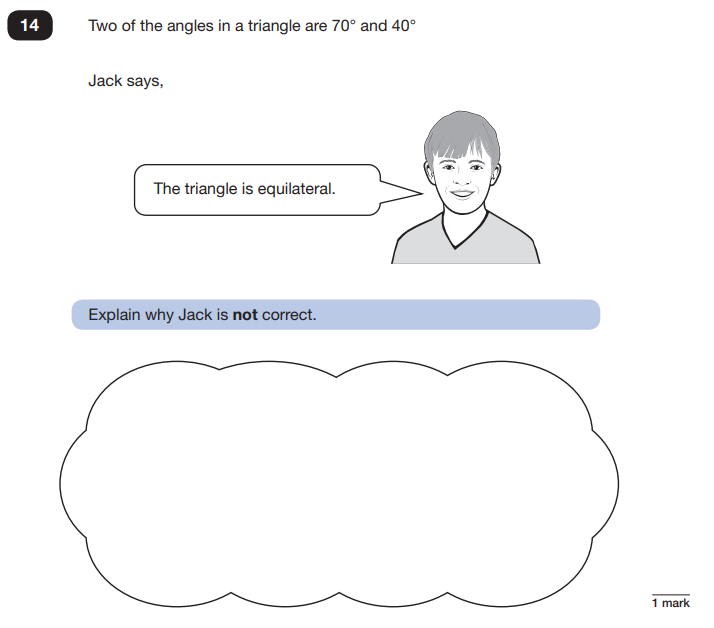 14
Two of the angles in a triangle are 70° and 40°
Jack says,
The triangle is equilateral.
Explain why Jack is not correct.
1 mark